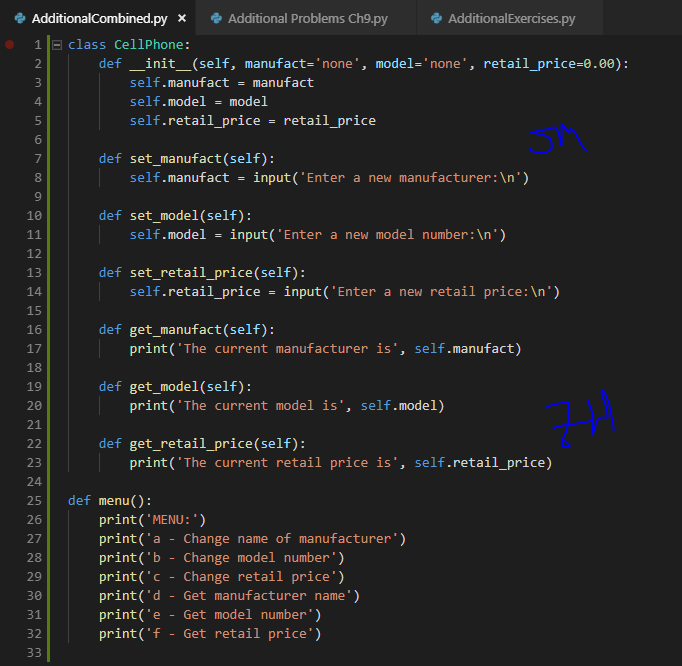 AdditionalCombined.py × Additional Problems Ch9.py AdditionalExercises.py
1 class CellPhone:
2 def __init__(self, manufact='none', model='none', retail_price=0.00):
3 self.manufact = manufact
4 self.model = model
5 self.retail_price = retail_price
6
7 def set_manufact(self):
8 self.manufact = input('Enter a new manufacturer:\n')
9
10 def set_model(self):
11 self.model = input('Enter a new model number:\n')
12
13 def set_retail_price(self):
14 self.retail_price = input('Enter a new retail price:\n')
15
16 def get_manufact(self):
17 print('The current manufacturer is', self.manufact)
18
19 def get_model(self):
20 print('The current model is', self.model)
21
22 def get_retail_price(self):
23 print('The current retail price is', self.retail_price)
24
25 def menu():
26 print('MENU:')
27 print('a - Change name of manufacturer')
28 print('b - Change model number')
29 print('c - Change retail price')
30 print('d - Get manufacturer name')
31 print('e - Get model number')
32 print('f - Get retail price')
33